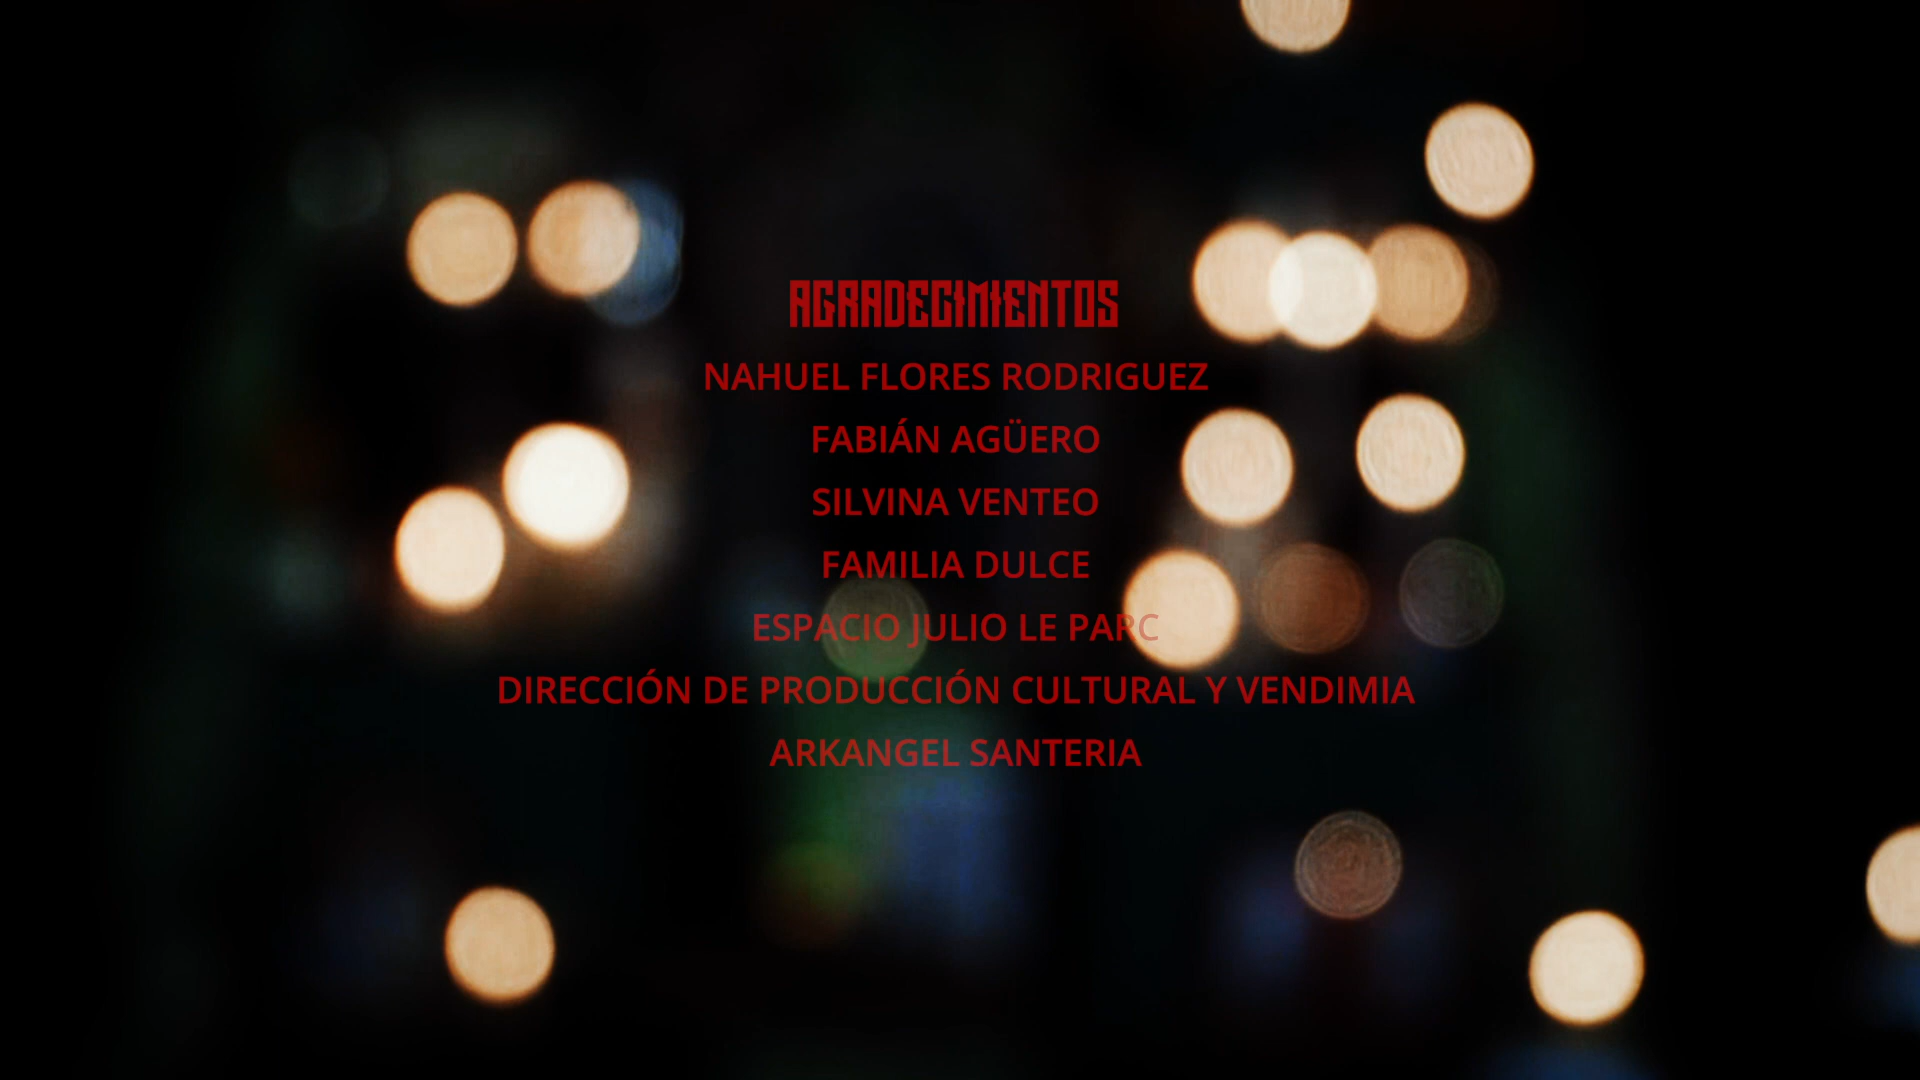 AGRADECIMIENTOS
NAHUEL FLORES RODRIGUEZ
FABIÁN AGÜERO
SILVINA VENTEO
FAMILIA DULCE
ESPACIO JULIO LE PARC
DIRECCIÓN DE PRODUCCIÓN CULTURAL Y VENDIMIA
ARKANGEL SANTERIA